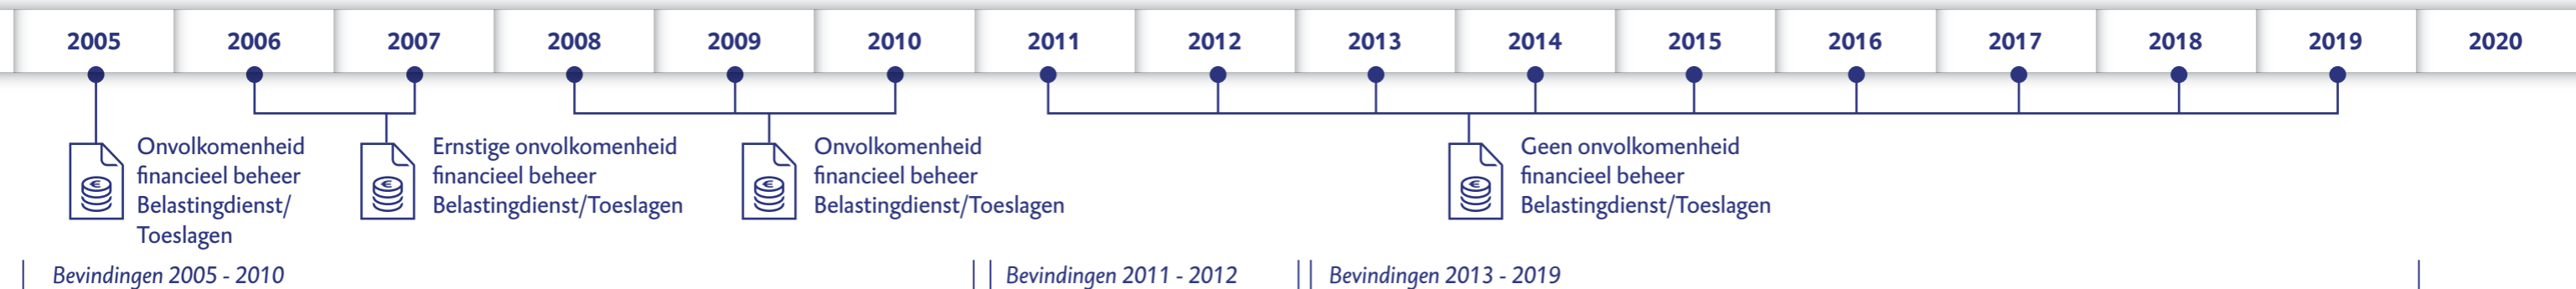 2005 2006 2007 2008 2009 2010 2011 2012 2013 2014 2015 2016 2017 2018 2019 2020
Onvolkomenheid
financieel beheer
Belastingdienst/
Toeslagen
Ernstige onvolkomenheid
financieel beheer
Belastingdienst/Toeslagen
Onvolkomenheid
financieel beheer
Belastingdienst/Toeslagen
Geen onvolkomenheid
financieel beheer
Belastingdienst/Toeslagen
Bevindingen 2005 - 2010
Bevindingen 2011 - 2012
Bevindingen 2013 - 2019